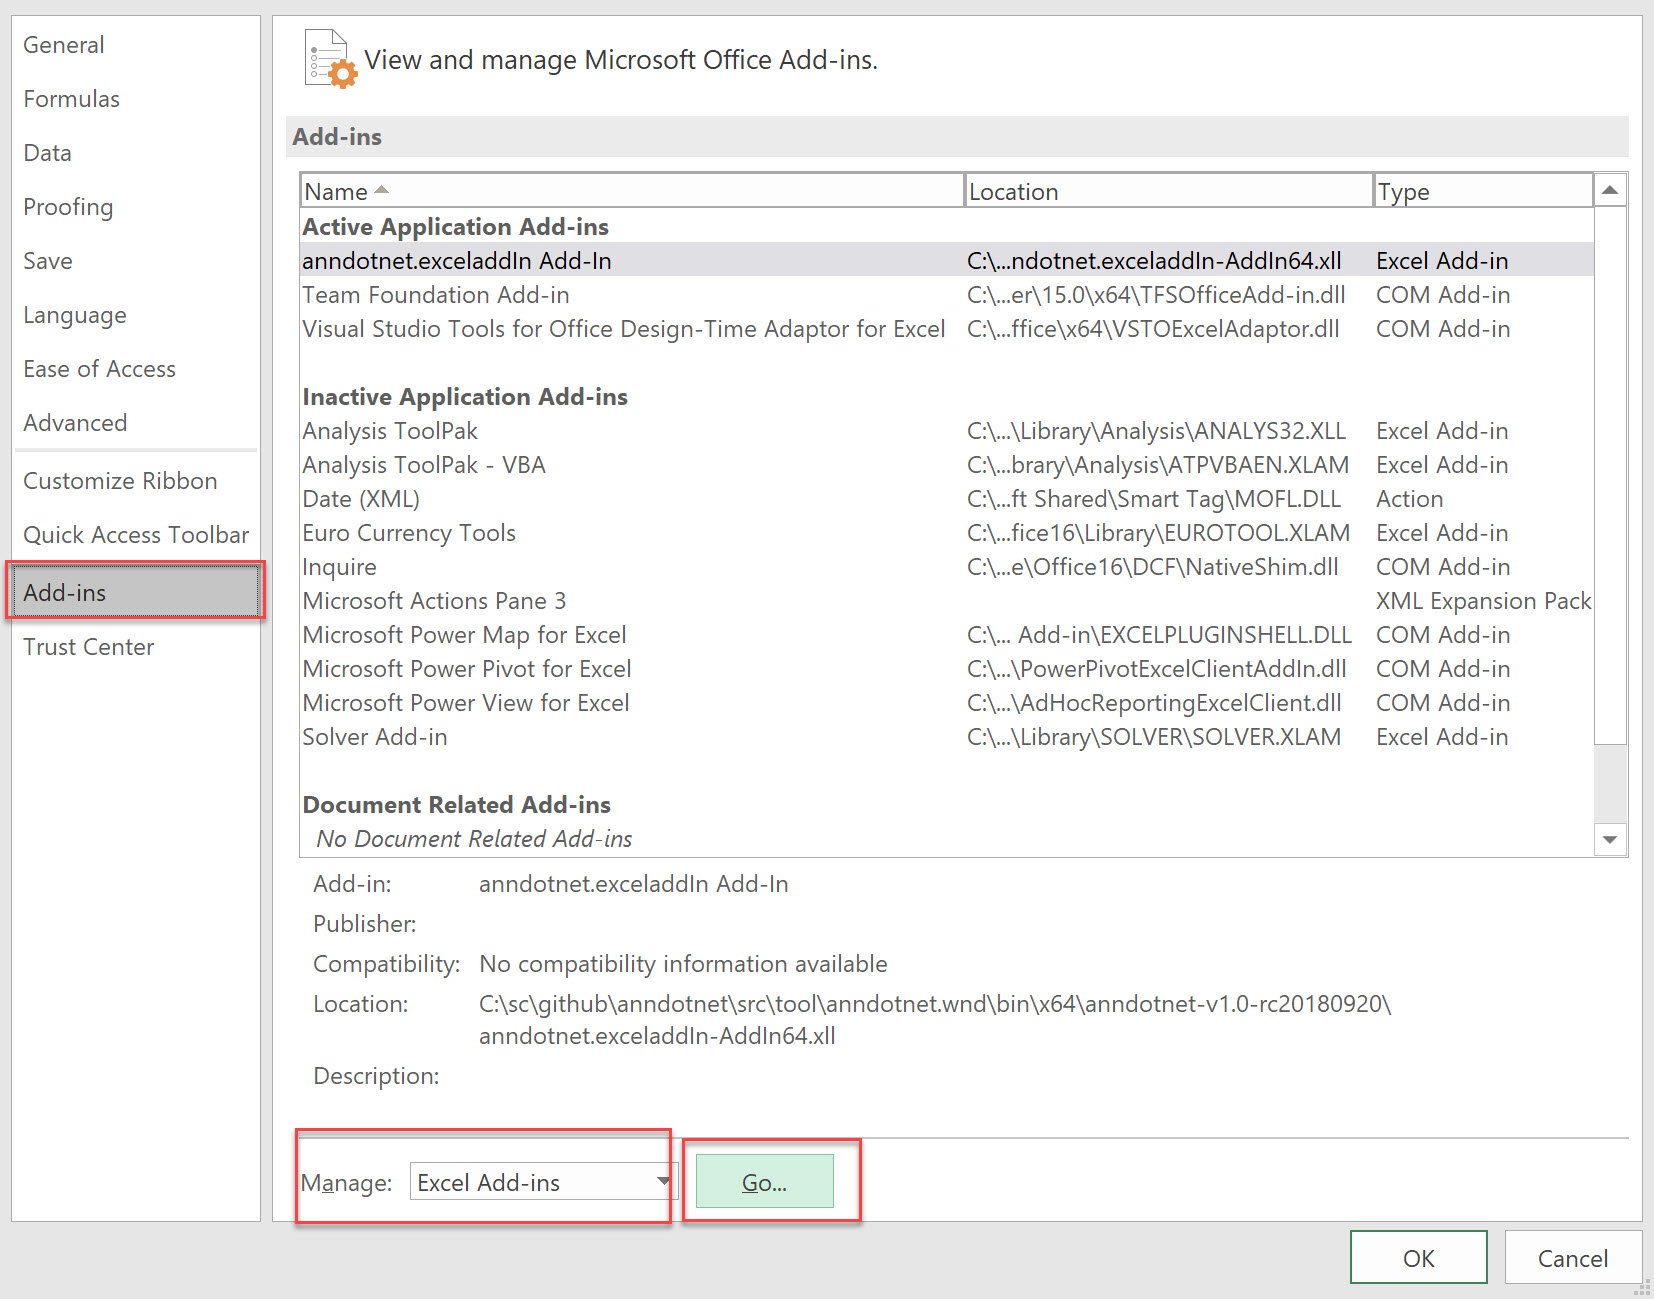 General
Formulas
Data
Proofing
Save
Language
Ease of Access
Advanced
Customize Ribbon
Quick Access Toolbar
Add-ins
Trust Center
View and manage Microsoft Office Add-ins.
Add-ins
Name Location Type
Active Application Add-ins
anndotnet.exceladdIn Add-In C:\...ndotnet.exceladdIn-AddIn64.xll Excel Add-in
Team Foundation Add-in C:\...er\15.0\x64\TFSOfficeAdd-in.dll COM Add-in
Visual Studio Tools for Office Design-Time Adaptor for Excel C:\...ffice\x64\VSTOExcelAdaptor.dll COM Add-in
Inactive Application Add-ins
Analysis ToolPak C:\...\Library\Analysis\ANALYS32.XLL Excel Add-in
Analysis ToolPak - VBA C:\...brary\Analysis\ATPVBAEN.XLAM Excel Add-in
Date (XML) C:\...ft Shared\Smart Tag\MOFL.DLL Action
Euro Currency Tools C:\...fice16\Library\EUROTOOL.XLAM Excel Add-in
Inquire C:\...e\Office16\DCF\NativeShim.dll COM Add-in
Microsoft Actions Pane 3 XML Expansion Pack
Microsoft Power Map for Excel C:\... Add-in\EXCELPLUGINSHELL.DLL COM Add-in
Microsoft Power Pivot for Excel C:\...\PowerPivotExcelClientAddIn.dll COM Add-in
Microsoft Power View for Excel C:\...\AdHocReportingExcelClient.dll COM Add-in
Solver Add-in C:\...\Library\SOLVER\SOLVER.XLAM Excel Add-in
Document Related Add-ins
No Document Related Add-ins
Add-in: anndotnet.exceladdIn Add-In
Publisher:
Compatibility: No compatibility information available
Location: C:\sc\github\anndotnet\src\tool\anndotnet.wnd\bin\x64\anndotnet-v1.0-rc20180920\
anndotnet.exceladdIn-AddIn64.xll
Description:
Manage: Excel Add-ins Go...
OK Cancel